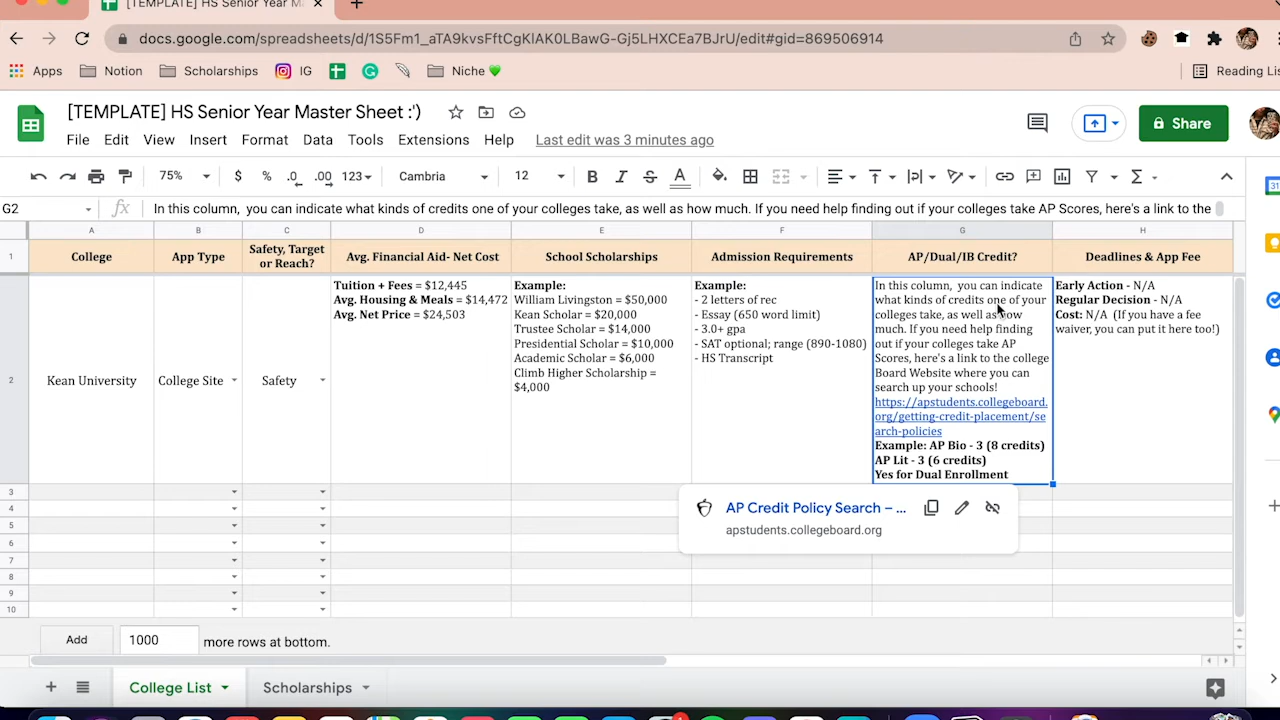 [TEMPLATE] HS Senior Year M
docs.google.com/spreadsheets/d/1S5Fm1_aTA9kvsFftCgKlAK0LBawG-Gj5LHXCEa7BJrU/edit#gid=869506914
Apps Notion Scholarships IG Niche 💚 Reading Lis
[TEMPLATE] HS Senior Year Master Sheet :')
File Edit View Insert Format Data Tools Extensions Help Last edit was 3 minutes ago
Share
75% $ % .0 .00 123 Cambria 12 B I S A
G2 fx In this column, you can indicate what kinds of credits one of your colleges take, as well as how much. If you need help finding out if your colleges take AP Scores, here's a link to the
A B C D E F G H
1 College App Type Safety, Target or Reach? Avg. Financial Aid- Net Cost School Scholarships Admission Requirements AP/Dual/IB Credit? Deadlines & App Fee
2
Kean University
College Site
Safety
Tuition + Fees = $12,445
Avg. Housing & Meals = $14,472
Avg. Net Price = $24,503
Example:
William Livingston = $50,000
Kean Scholar = $20,000
Trustee Scholar = $14,000
Presidential Scholar = $10,000
Academic Scholar = $6,000
Climb Higher Scholarship =
$4,000
Example:
- 2 letters of rec
- Essay (650 word limit)
- 3.0+ gpa
- SAT optional; range (890-1080)
- HS Transcript
In this column, you can indicate
what kinds of credits one of your
colleges take, as well as how
much. If you need help finding
out if your colleges take AP
Scores, here's a link to the college
Board Website where you can
search up your schools!
https://apstudents.collegeboard.
org/getting-credit-placement/se
arch-policies
Example: AP Bio - 3 (8 credits)
AP Lit - 3 (6 credits)
Yes for Dual Enrollment
Early Action - N/A
Regular Decision - N/A
Cost: N/A (If you have a fee
waiver, you can put it here too!)
3
4
5
6
7
8
9
10
AP Credit Policy Search – ...
apstudents.collegeboard.org
Add 1000 more rows at bottom.
College List Scholarships
31